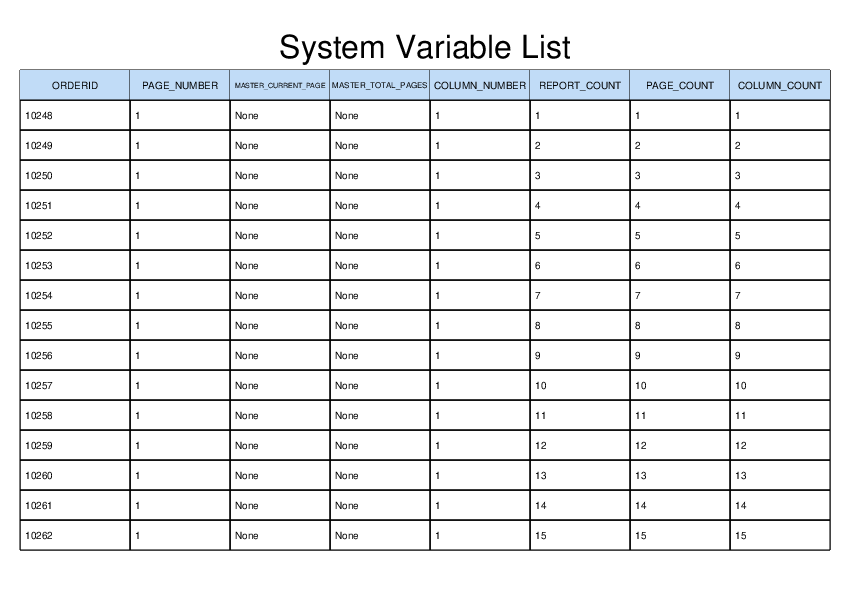 System Variable List
ORDERID PAGE_NUMBER MASTER_CURRENT_PAGE MASTER_TOTAL_PAGES COLUMN_NUMBER REPORT_COUNT PAGE_COUNT COLUMN_COUNT
10248 1 None None 1 1 1 1
10249 1 None None 1 2 2 2
10250 1 None None 1 3 3 3
10251 1 None None 1 4 4 4
10252 1 None None 1 5 5 5
10253 1 None None 1 6 6 6
10254 1 None None 1 7 7 7
10255 1 None None 1 8 8 8
10256 1 None None 1 9 9 9
10257 1 None None 1 10 10 10
10258 1 None None 1 11 11 11
10259 1 None None 1 12 12 12
10260 1 None None 1 13 13 13
10261 1 None None 1 14 14 14
10262 1 None None 1 15 15 15